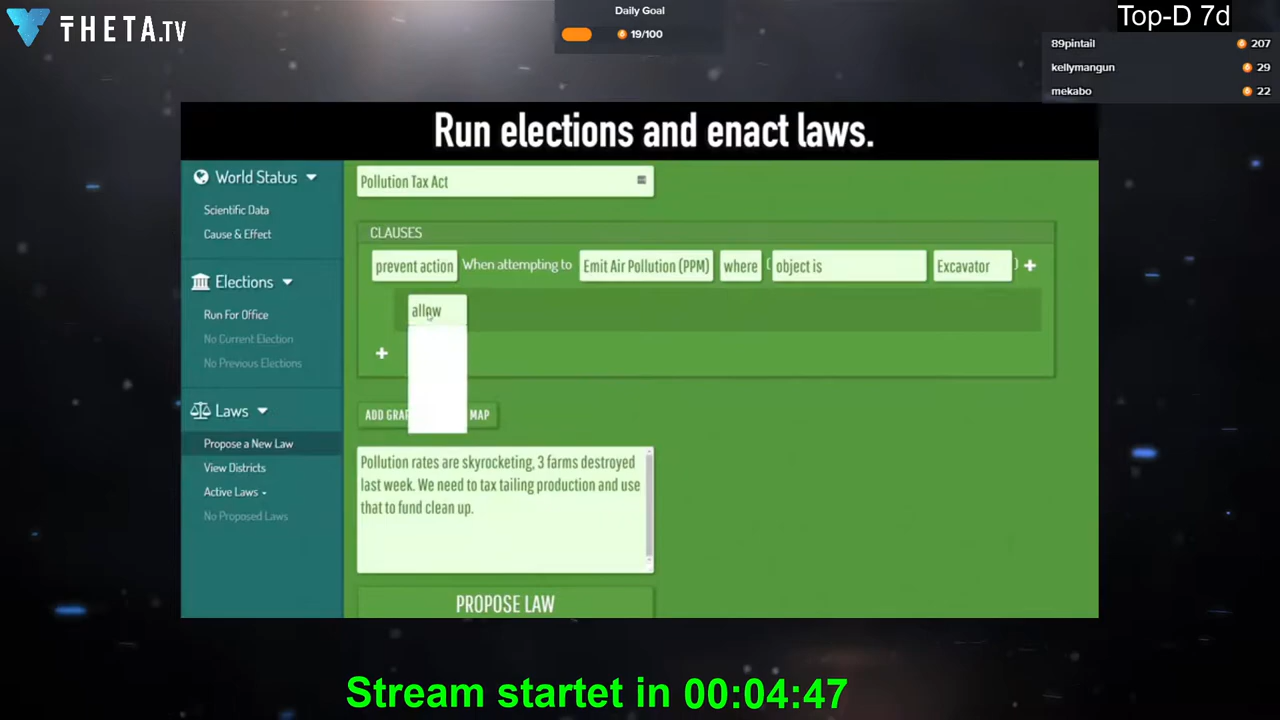 THETA.TV
Daily Goal
19/100
Top-D 7d
89pintail 207
kellymangun 29
mekabo 22
Run elections and enact laws.
World Status
Scientific Data
Cause & Effect
Elections
Run For Office
No Current Election
No Previous Elections
Laws
Propose a New Law
View Districts
Active Laws
No Proposed Laws
Pollution Tax Act
CLAUSES
prevent action When attempting to Emit Air Pollution (PPM) where ( object is Excavator ) +
allow
+
ADD GRA MAP
Pollution rates are skyrocketing, 3 farms destroyed
last week. We need to tax tailing production and use
that to fund clean up.
PROPOSE LAW
Stream startet in 00:04:47